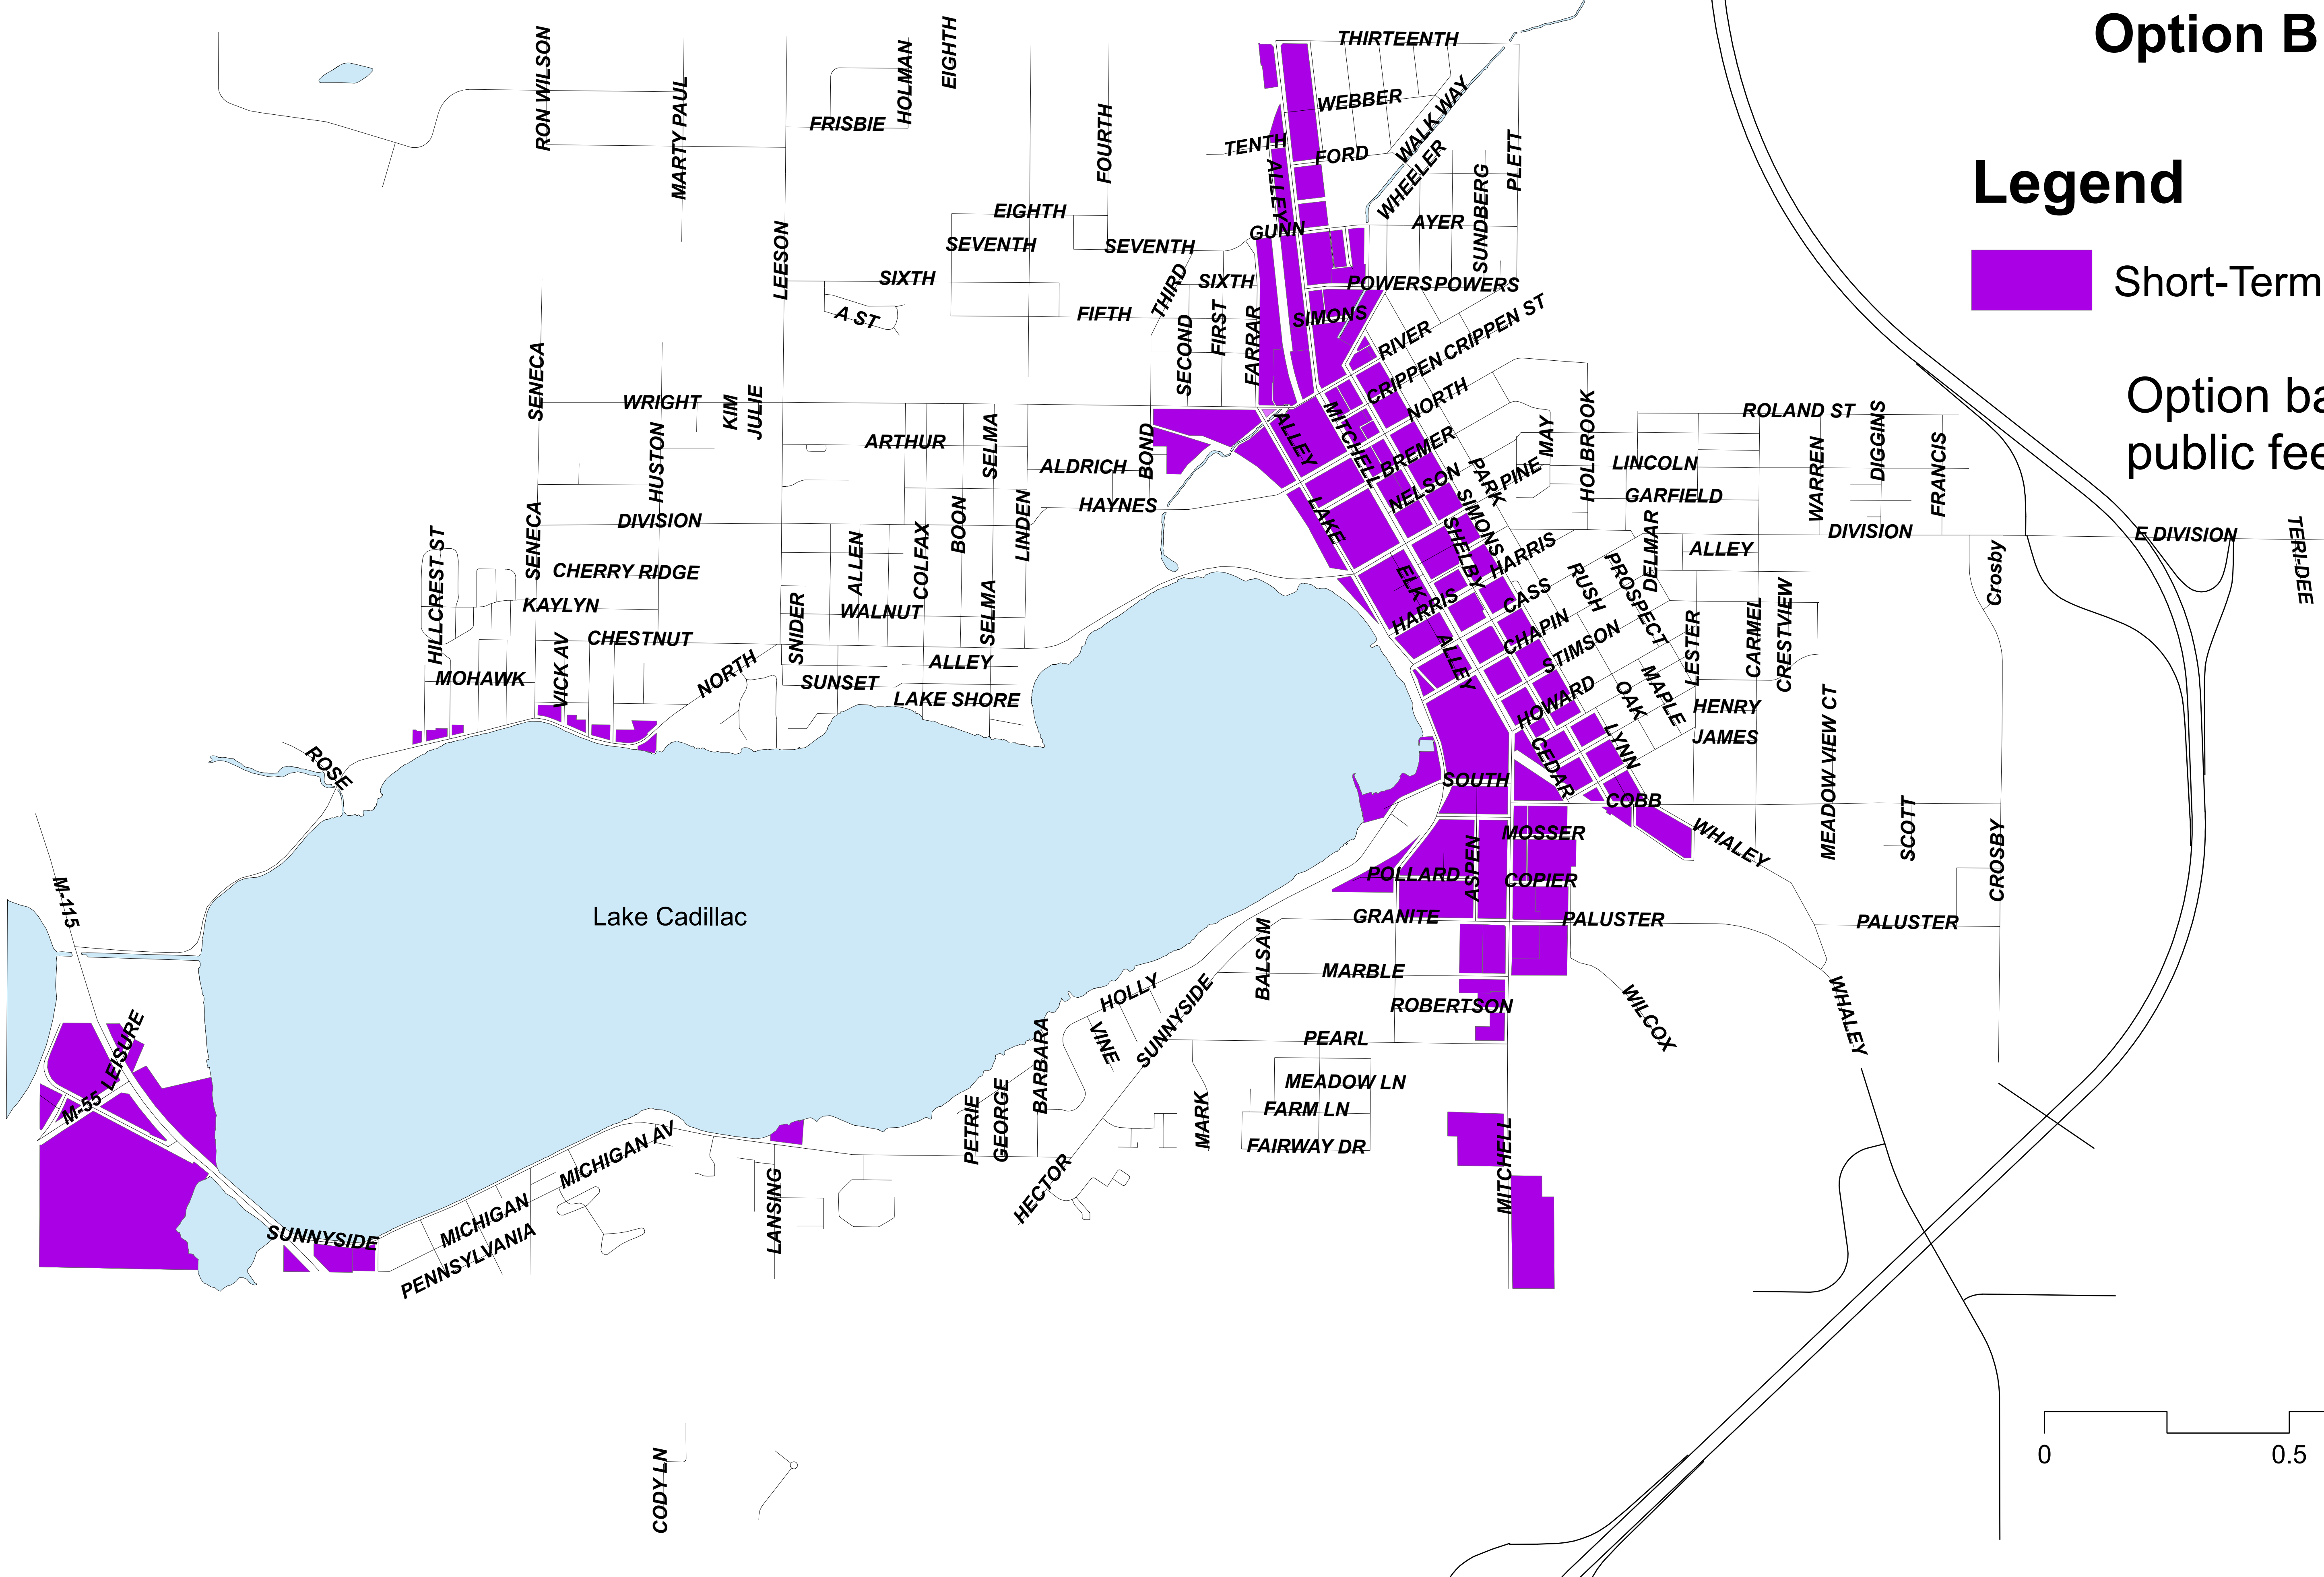 Option B
Legend
Short-Term
Option ba
public fee
THIRTEENTH
EIGHTH
HOLMAN
RON WILSON
MARTY PAUL
FRISBIE
FOURTH
WEBBER
WALK WAY
TENTH
FORD
WHEELER
PLETT
SUNDBERG
ALLEY
EIGHTH
AYER
GUNN
SEVENTH
SEVENTH
LEESON
SIXTH
THIRD
SIXTH
POWERS
POWERS
A ST
FIFTH
SECOND
FIRST
FARRAR
SIMONS
RIVER
CRIPPEN
CRIPPEN ST
SENECA
WRIGHT
KIM
JULIE
NORTH
MITCHELL
ALLEY
HOLBROOK
ROLAND ST
DIGGINS
HUSTON
ARTHUR
SELMA
BOND
ALDRICH
BREMER
MAY
WARREN
FRANCIS
LINCOLN
PARK
PINE
NELSON
GARFIELD
HAYNES
LAKE
SIMONS
DIVISION
BOON
LINDEN
SENECA
HILLCREST ST
ALLEN
COLFAX
SHELBY
HARRIS
DELMAR
DIVISION
E DIVISION
TERI-DEE
ALLEY
Crosby
CHERRY RIDGE
ELK
RUSH
PROSPECT
KAYLYN
WALNUT
SELMA
HARRIS
CASS
CHESTNUT
SNIDER
CHAPIN
STIMSON
LESTER
CARMEL
CRESTVIEW
VICK AV
NORTH
ALLEY
ALLEY
MOHAWK
SUNSET
LAKE SHORE
HOWARD
OAK
MAPLE
HENRY
JAMES
LYNN
CEDAR
MEADOW VIEW CT
ROSE
SOUTH
COBB
MOSSER
WHALEY
SCOTT
CROSBY
M-115
Lake Cadillac
POLLARD
ASPEN
COPIER
GRANITE
PALUSTER
PALUSTER
BALSAM
MARBLE
HOLLY
SUNNYSIDE
ROBERTSON
WILCOX
WHALEY
VINE
BARBARA
PEARL
LEISURE
M-55
MEADOW LN
FARM LN
FAIRWAY DR
MARK
PETRIE
GEORGE
MITCHELL
MICHIGAN AV
HECTOR
LANSING
SUNNYSIDE
MICHIGAN
PENNSYLVANIA
CODY LN
0
0.5